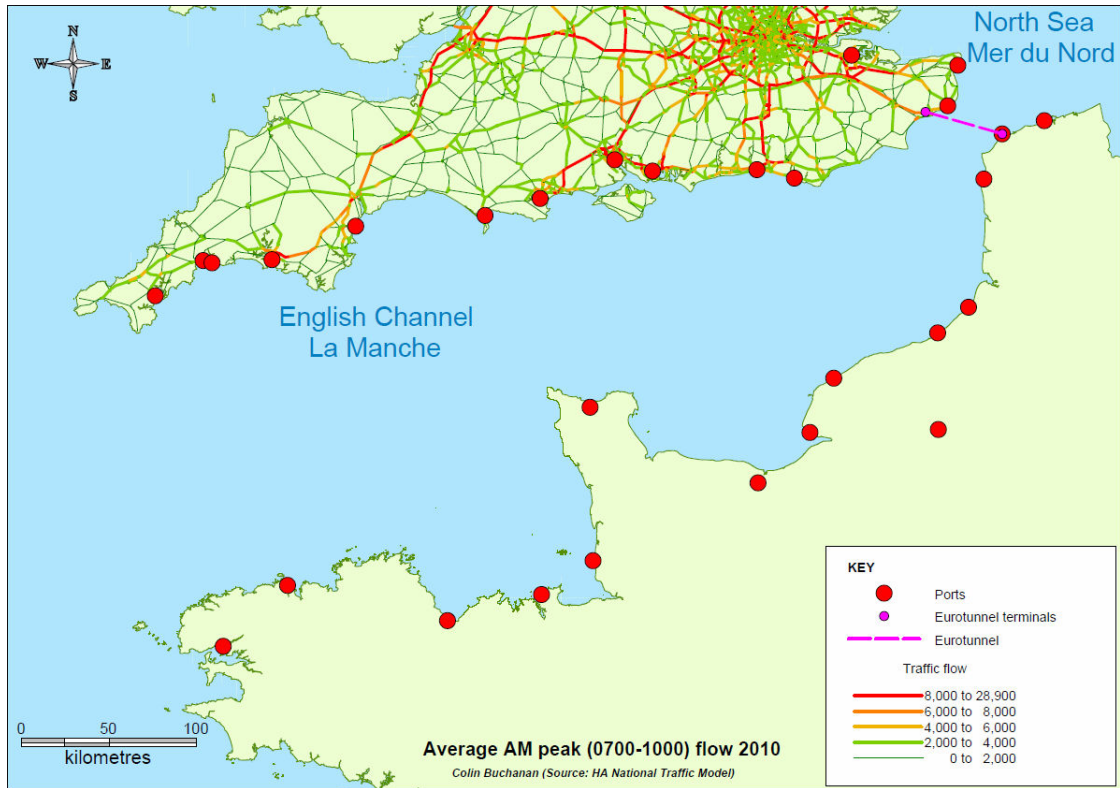 North Sea
Mer du Nord
N
W E
S
English Channel
La Manche
KEY
Ports
Eurotunnel terminals
Eurotunnel
Traffic flow
8,000 to 28,900
6,000 to 8,000
4,000 to 6,000
2,000 to 4,000
0 to 2,000
0 50 100
kilometres
Average AM peak (0700-1000) flow 2010
Colin Buchanan (Source: HA National Traffic Model)